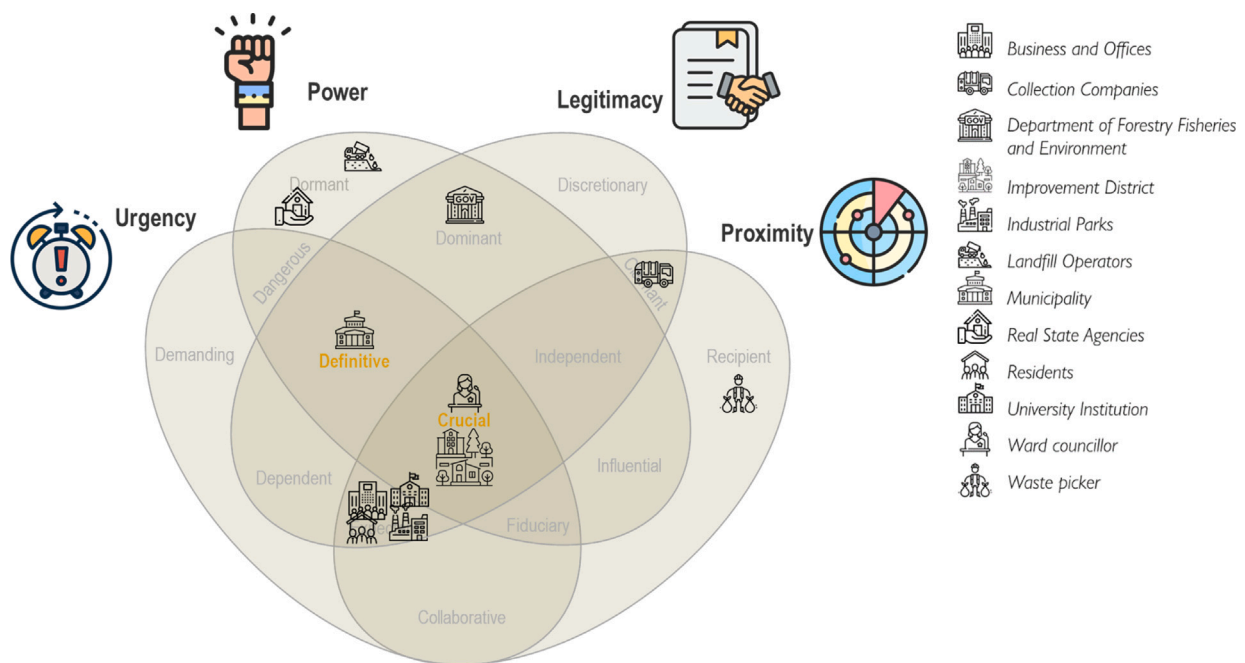 Power
Legitimacy
Urgency
Proximity
Dormant
Discretionary
GOV
Dominant
Dangerous
Demanding
Definitive
Independent
Recipient
Crucial
Dependent
Influential
Fiduciary
Collaborative
Business and Offices
Collection Companies
GOV
Department of Forestry Fisheries
and Environment
Improvement District
Industrial Parks
Landfill Operators
Municipality
Real State Agencies
Residents
University Institution
Ward councillor
Waste picker